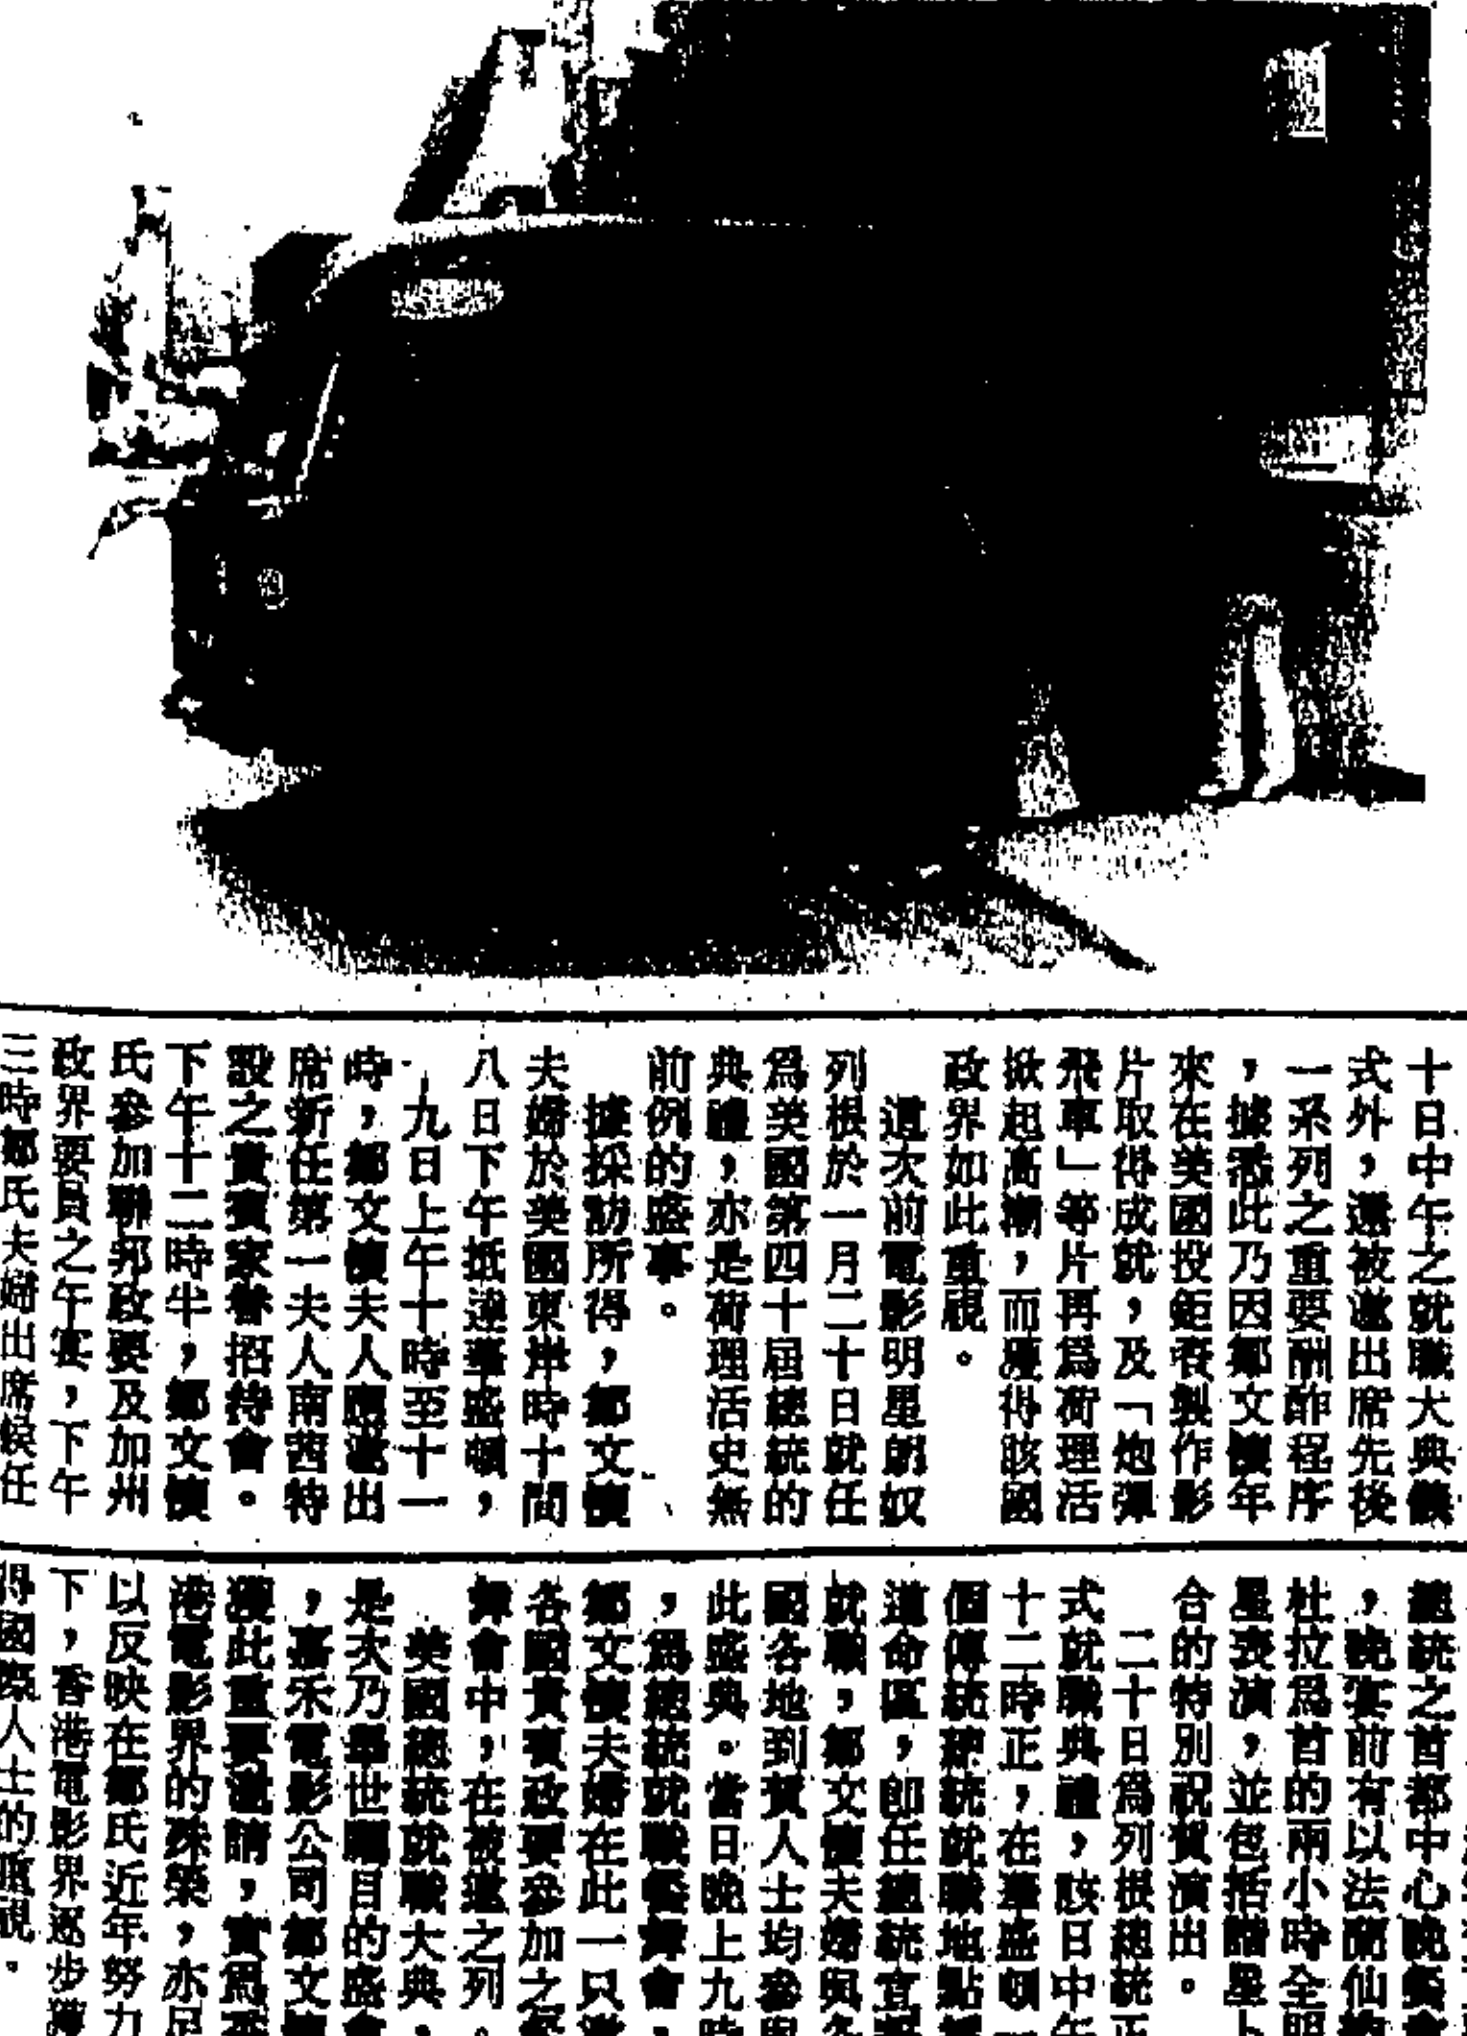 十日中午之就職大典儀
式外，還被邀出席先後
一系列之重要酬酢程序
，據悉此乃因鄒文懷年
來在美國投鉅資製作影
片取得成就，及「炮彈
飛車」等片再爲荷理活
掀起高潮，而獲得該國
政界如此重視。
這次前電影明星朗奴
列根於一月二十日就任
爲美國第四十屆總統的
典禮，亦是荷理活史無
前例的盛事。
據採訪所得，鄒文懷
夫婦於美國東岸時十間
八日下午抵達華盛頓，
九日上午十時至十一
時，鄒文懷夫人應邀出
席新任第一夫人南茜特
設之貴賓家眷招待會。
下午十二時半，鄒文懷
氏參加聯邦政要及加州
政界要員之午宴，下午
三時鄒氏夫婦出席候任
總統之首都中心晚餐會
，晚宴前有以法蘭仙納
杜拉爲首的兩小時全明
星表演，並包括諧星卜
合的特別祝賀演出。
二十日爲列根總統正
式就職典禮，該日中午
十二時正，在華盛頓一
個傳統總統就職地點
道命區，卽任總統宣誓
就職，鄒文懷夫婦與各
國各地到賀人士均參與
此盛典。當日晚上九時
，爲總統就職餐舞會，
鄒文懷夫婦在此一只邀
各國貴賓政要參加之餐
舞會中，在被邀之列。
美國總統就職大典，
是次乃舉世矚目的盛會
，嘉禾電影公司鄒文懷
獲此重要邀請，實爲香
港電影界的殊榮，亦足
以反映在鄒氏近年努力
下，香港電影界逐步獲
得國際人士的重視。